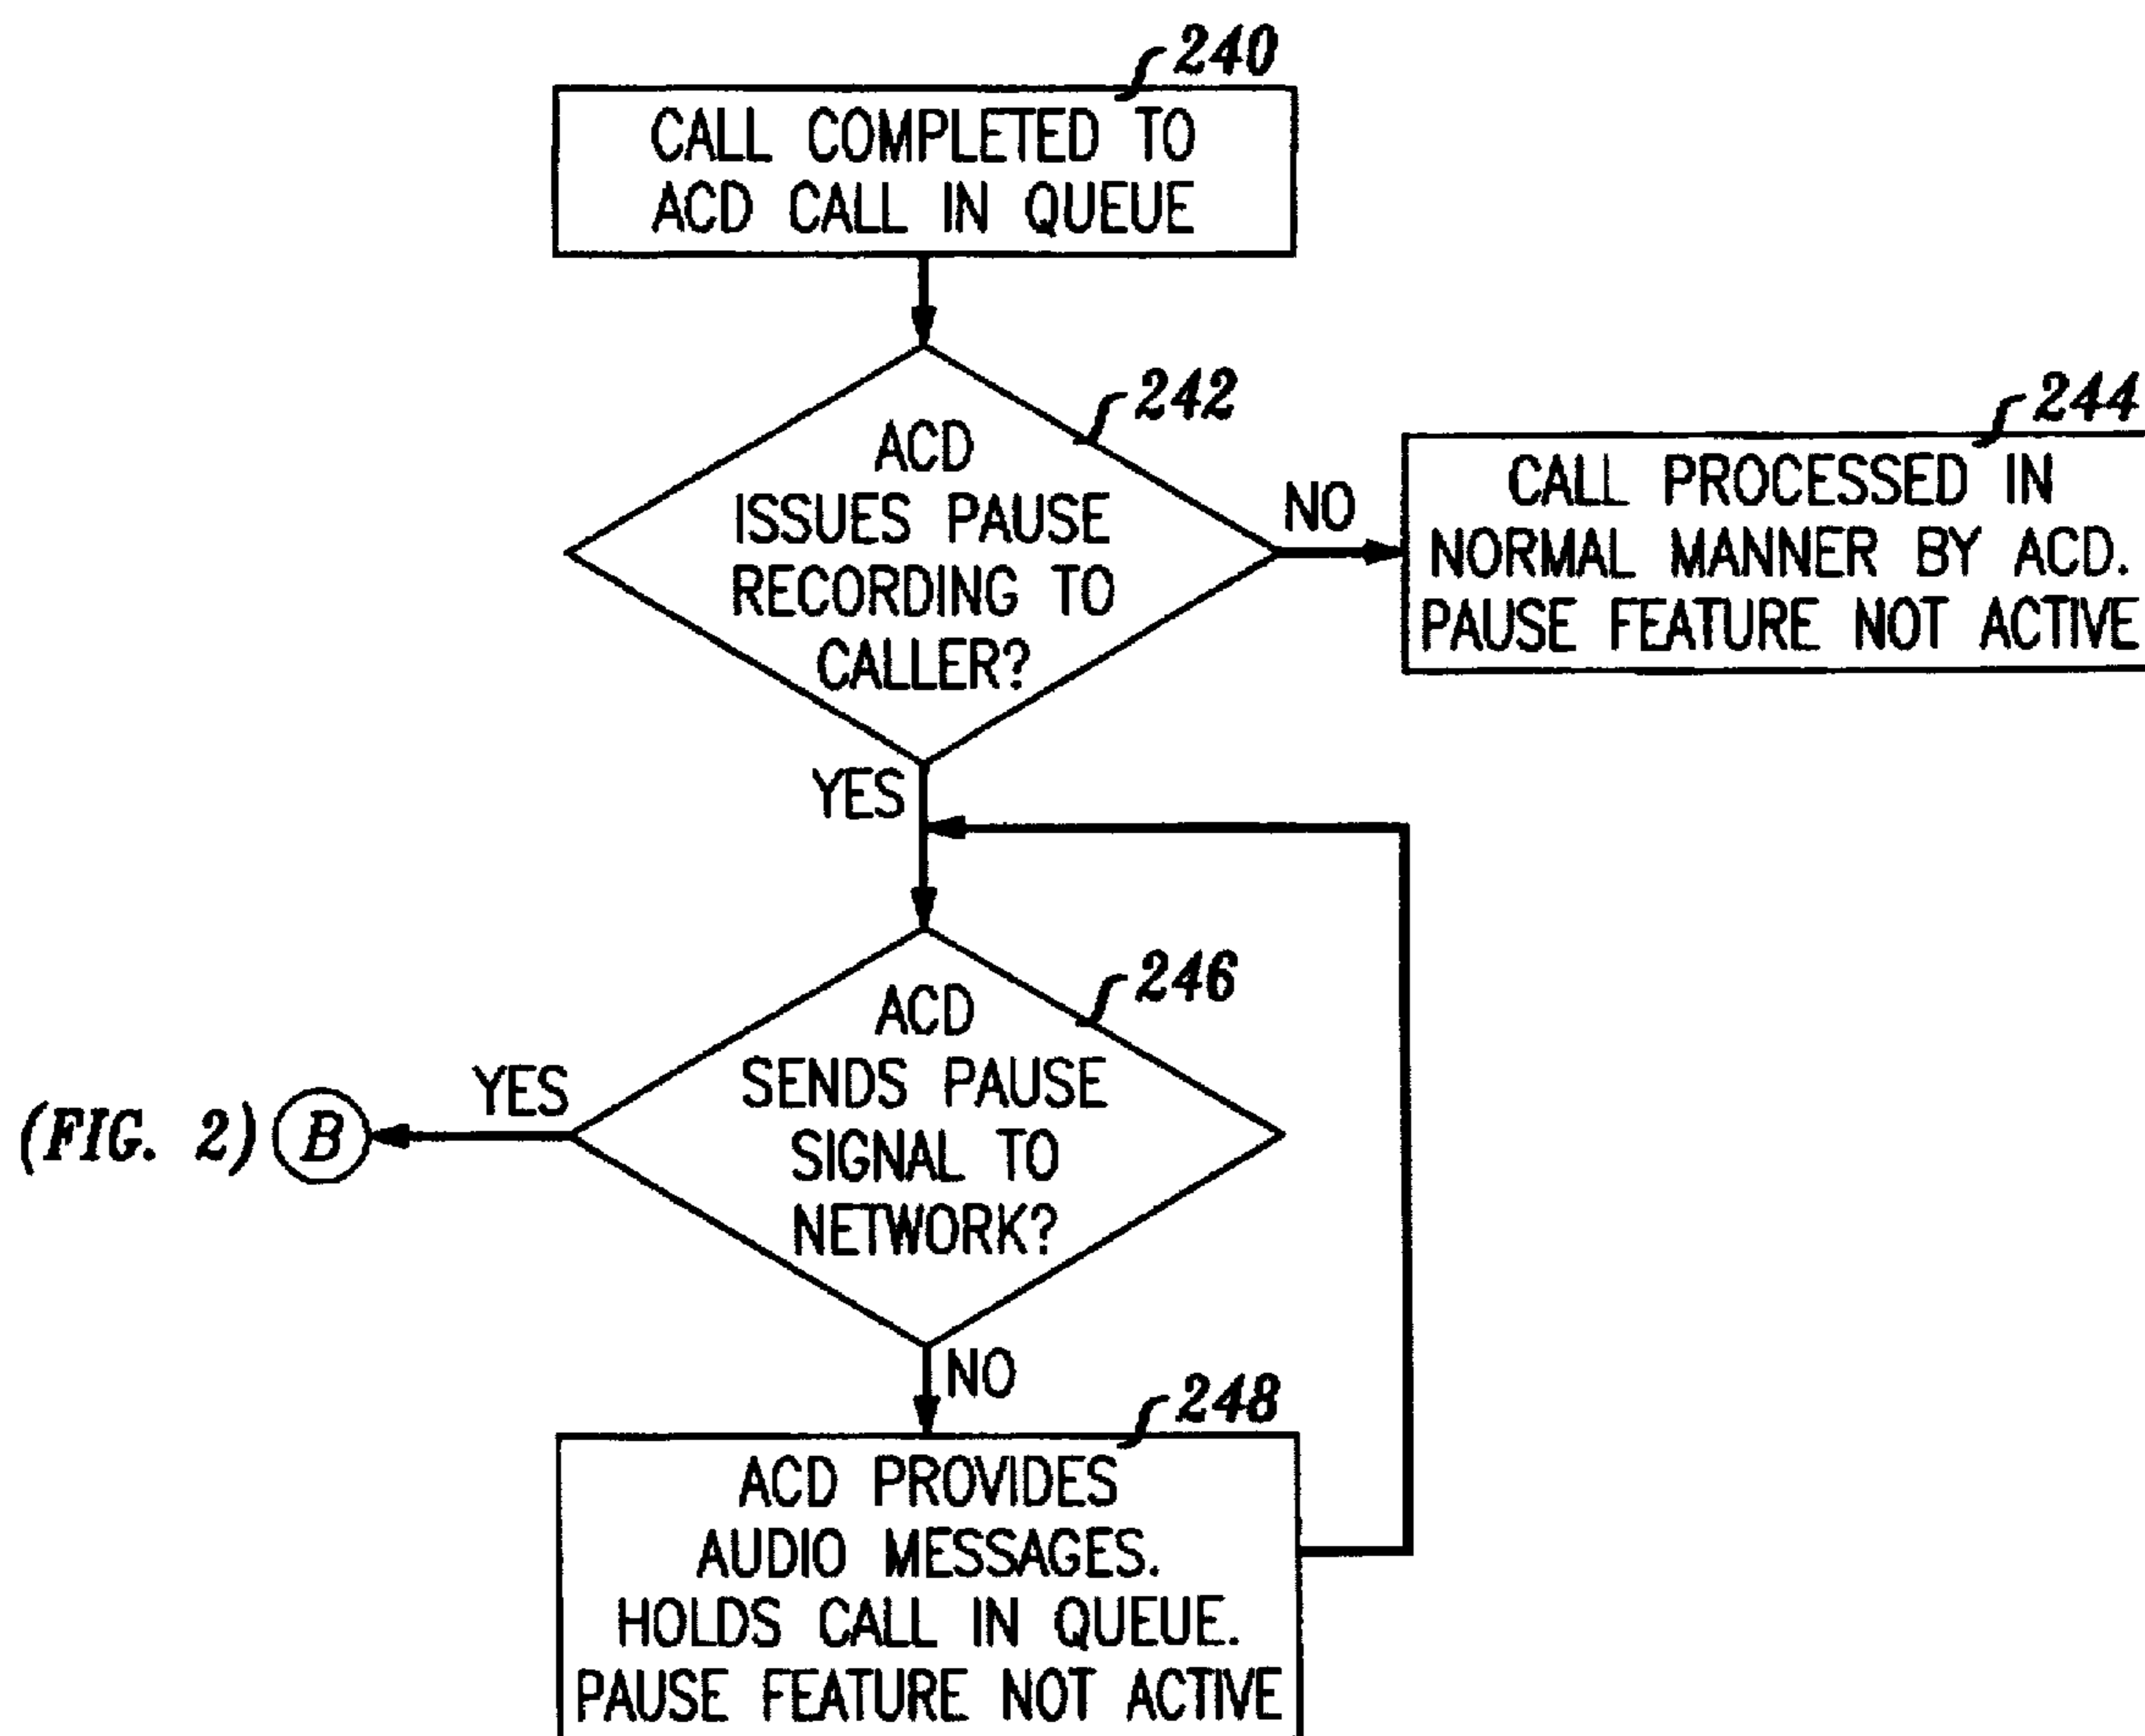 240
CALL COMPLETED TO
ACD CALL IN QUEUE
242
ACD
ISSUES PAUSE
RECORDING TO
CALLER?
NO
244
CALL PROCESSED IN
NORMAL MANNER BY ACD.
PAUSE FEATURE NOT ACTIVE
YES
246
ACD
SENDS PAUSE
SIGNAL TO
NETWORK?
YES
(FIG. 2) B
NO
248
ACD PROVIDES
AUDIO MESSAGES.
HOLDS CALL IN QUEUE.
PAUSE FEATURE NOT ACTIVE